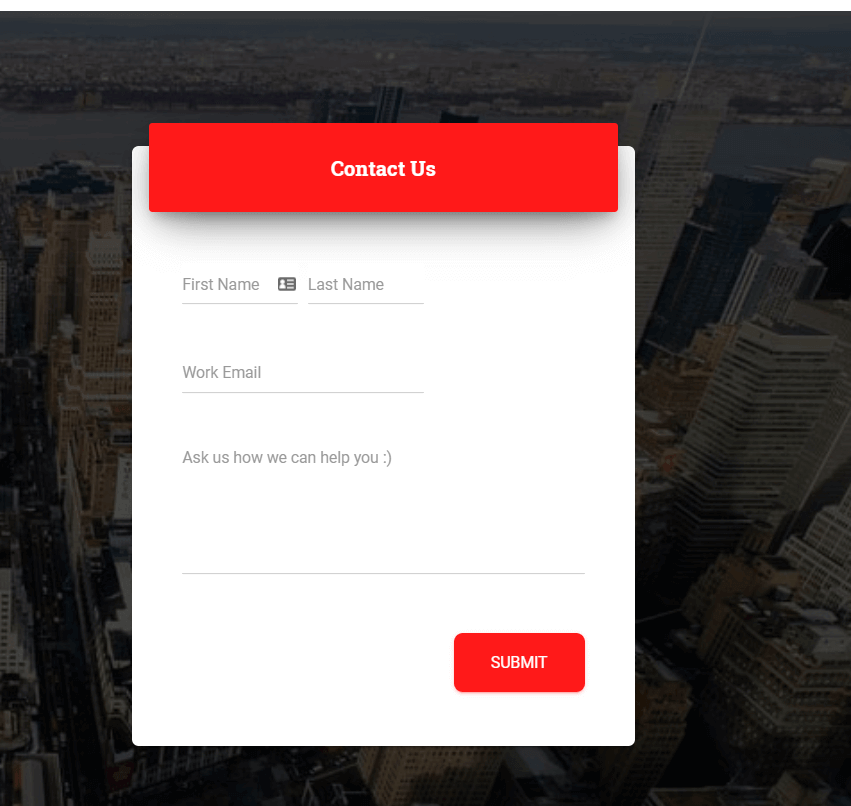 Contact Us
First Name Last Name
Work Email
Ask us how we can help you :)
SUBMIT